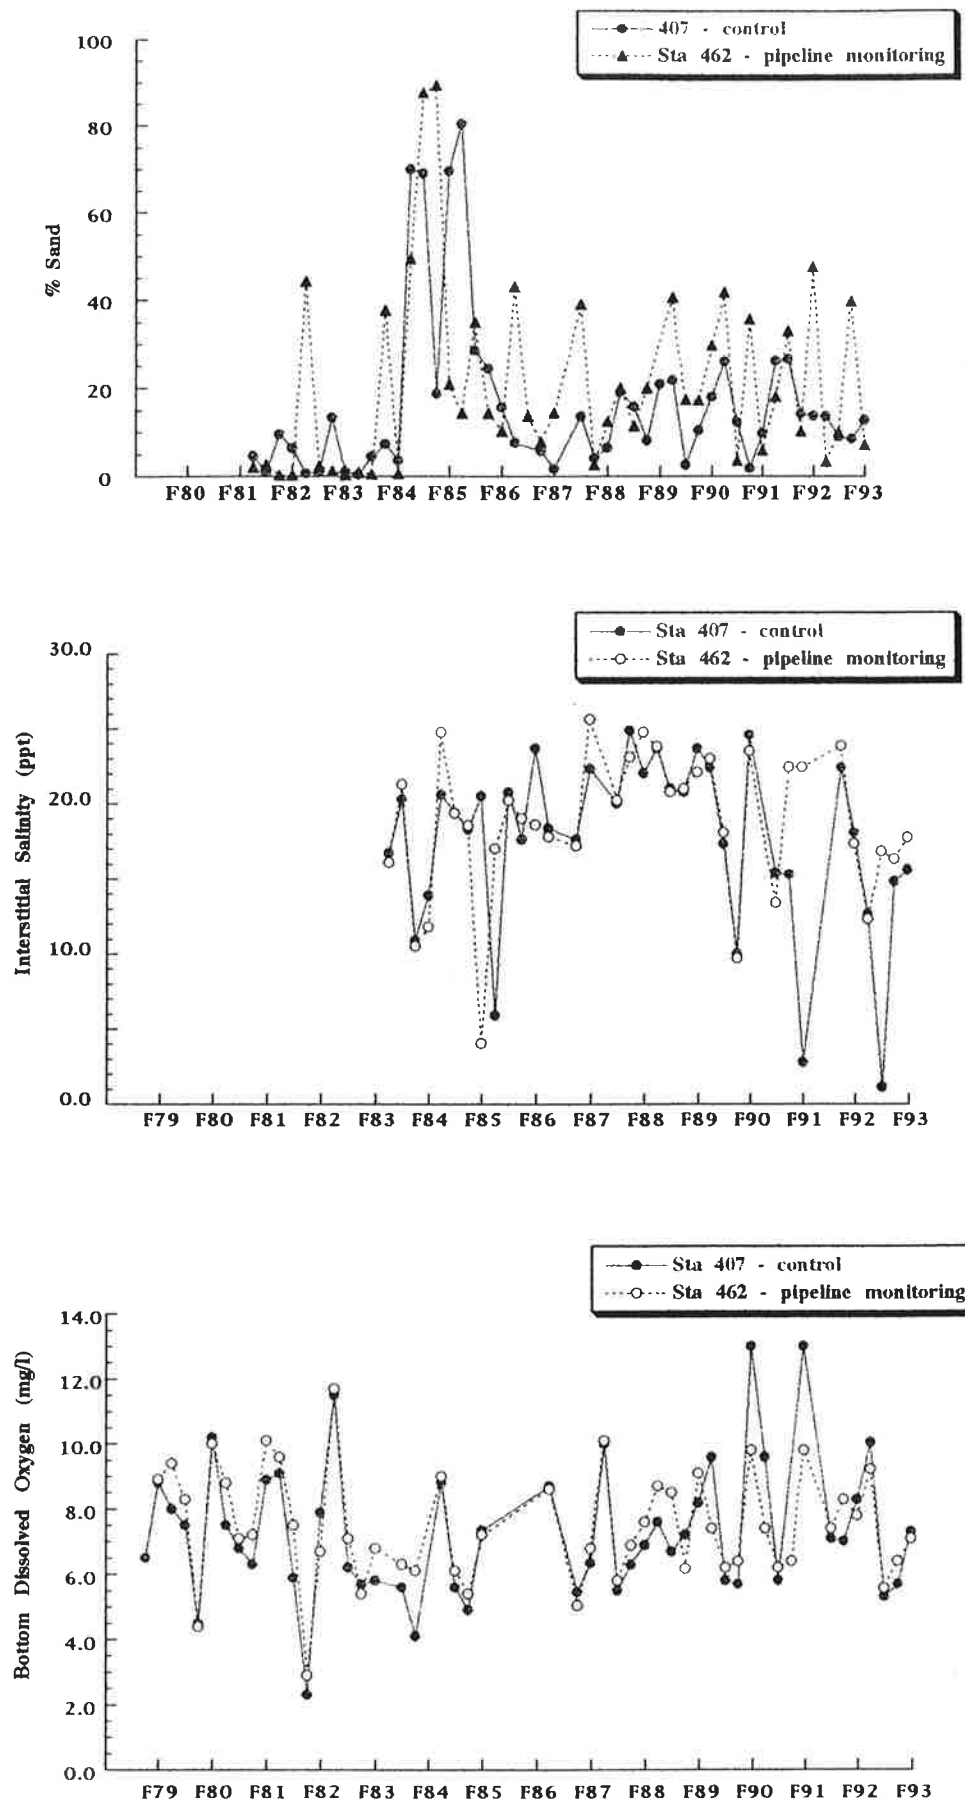 407 - control
Sta 462 - pipeline monitoring
100
80
60
40
20
0
% Sand
F80 F81 F82 F83 F84 F85 F86 F87 F88 F89 F90 F91 F92 F93
Sta 407 - control
Sta 462 - pipeline monitoring
30.0
20.0
10.0
0.0
Interstitial Salinity (ppt)
F79 F80 F81 F82 F83 F84 F85 F86 F87 F88 F89 F90 F91 F92 F93
Sta 407 - control
Sta 462 - pipeline monitoring
14.0
12.0
10.0
8.0
6.0
4.0
2.0
0.0
Bottom Dissolved Oxygen (mg/l)
F79 F80 F81 F82 F83 F84 F85 F86 F87 F88 F89 F90 F91 F92 F93